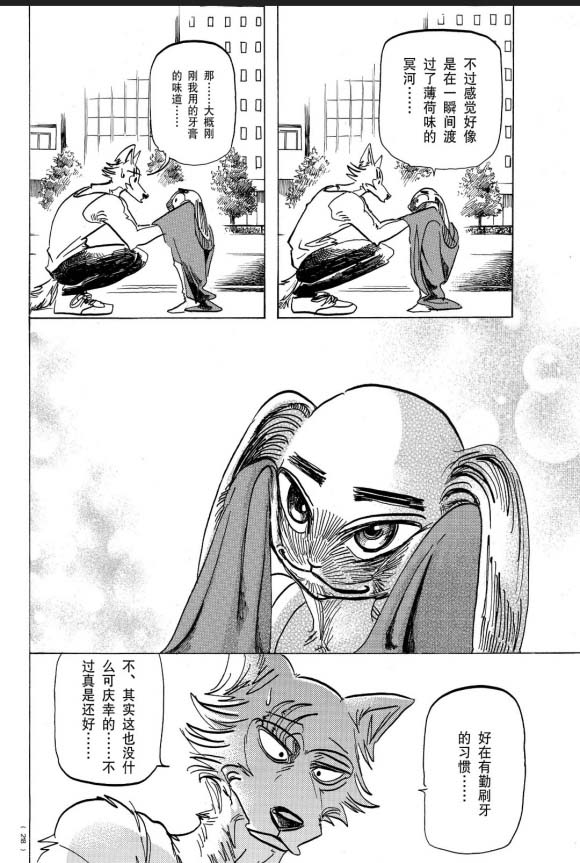 不过感觉好像
是在一瞬间渡
过了薄荷味的
冥河……
那……大概刚
刚我用的牙膏
的味道……
好在有勤刷牙
的习惯……
不、其实这也没什
么可庆幸的……不
过真是还好……
(218)